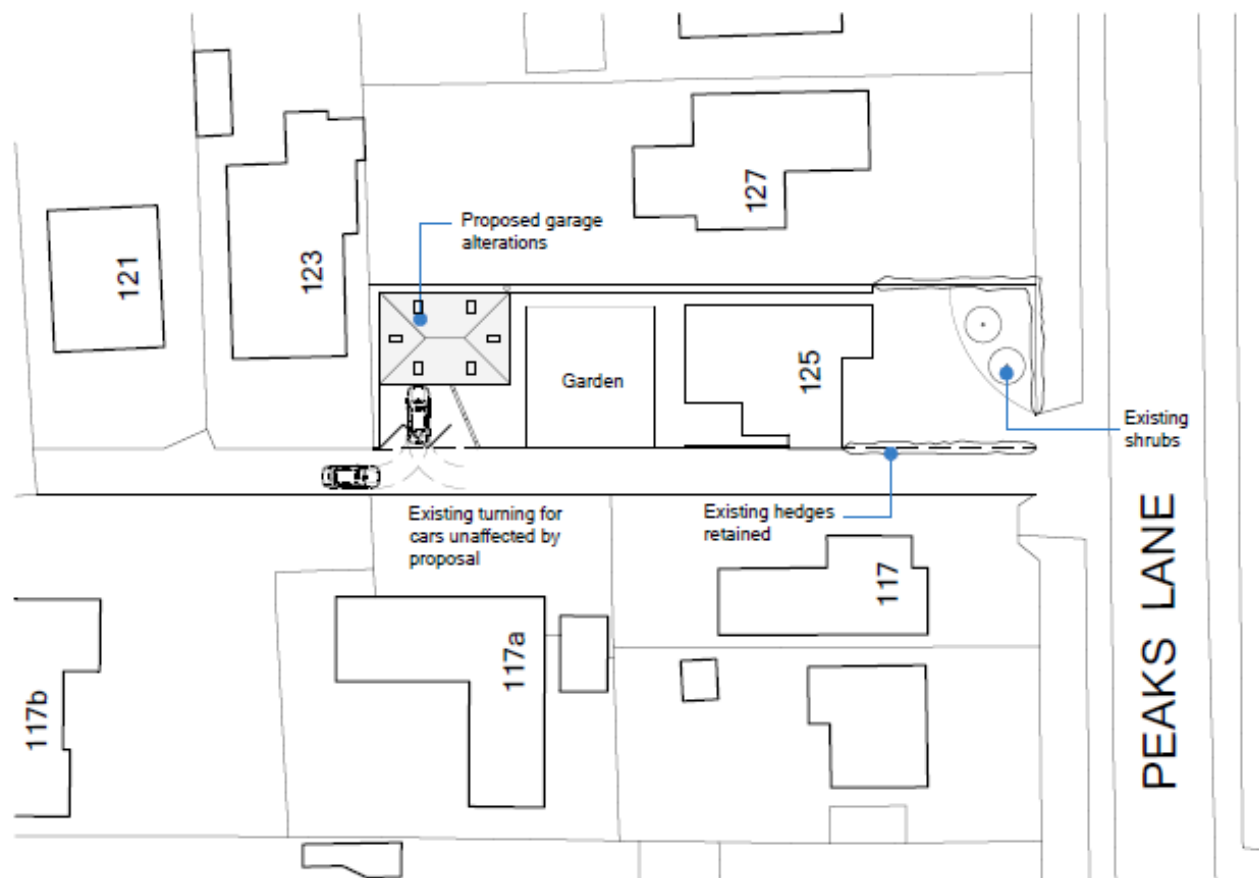 127
Proposed garage
alterations
121
123
Garden
125
Existing
shrubs
Existing turning for
cars unaffected by
proposal
Existing hedges
retained
117
117a
117b
PEAKS LANE